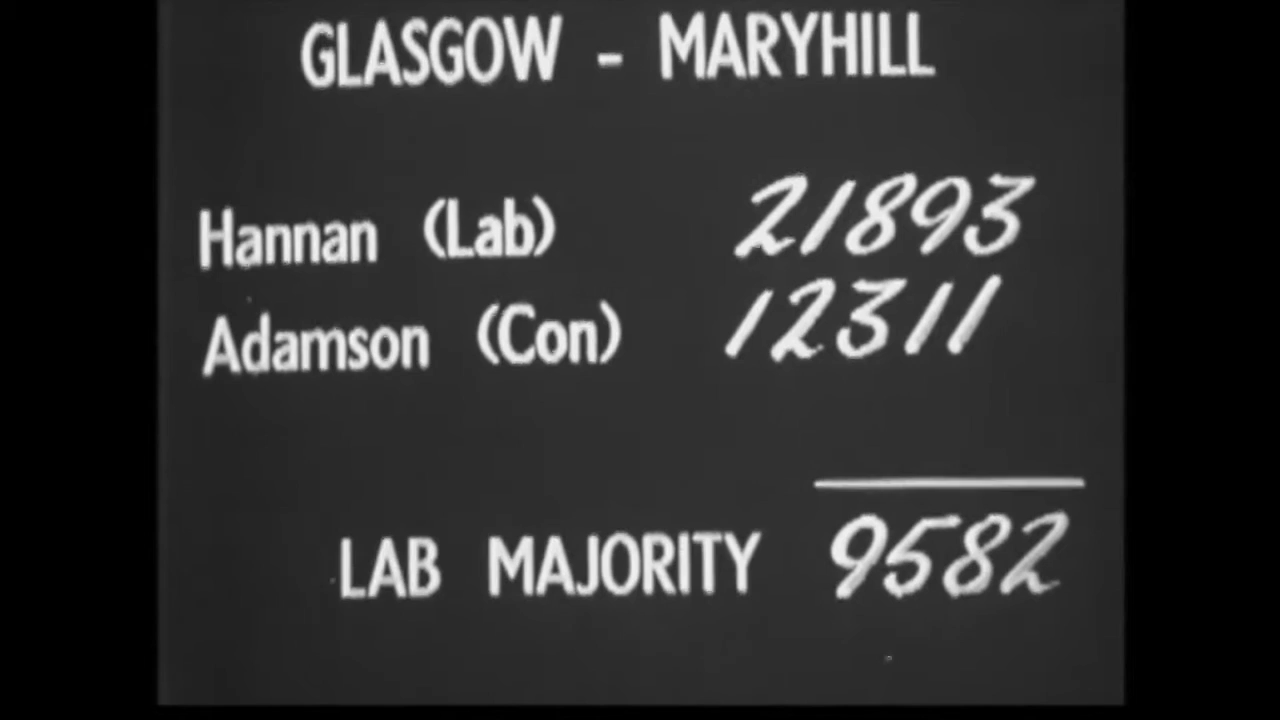 GLASGOW - MARYHILL
Hannan (Lab) 21893
Adamson (Con) 12311
LAB MAJORITY 9582